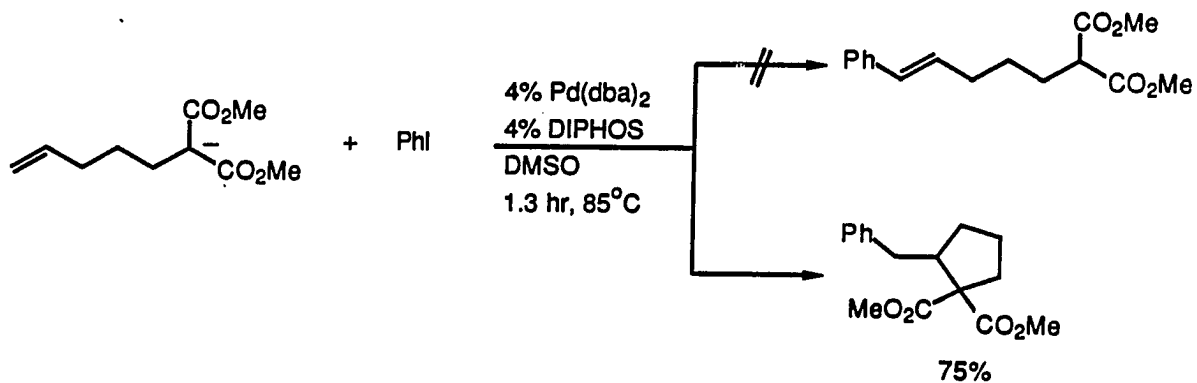 CO₂Me
CO₂Me
–
+
PhI
4% Pd(dba)₂
4% DIPHOS
DMSO
1.3 hr, 85°C
Ph
CO₂Me
CO₂Me
Ph
MeO₂C
CO₂Me
75%